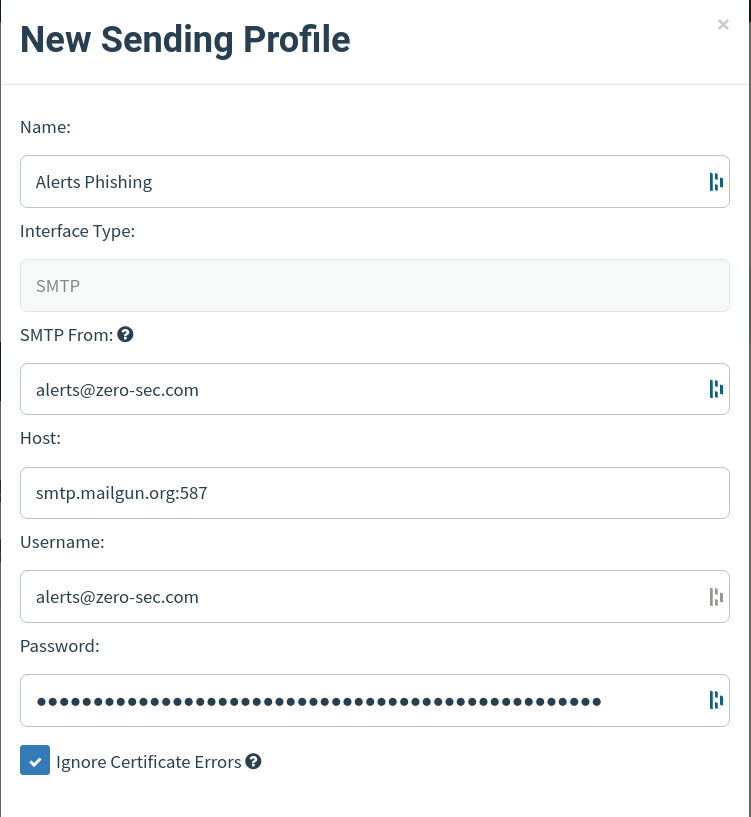 New Sending Profile
×
Name:
Alerts Phishing
Interface Type:
SMTP
SMTP From: ?
alerts@zero-sec.com
Host:
smtp.mailgun.org:587
Username:
alerts@zero-sec.com
Password:
••••••••••••••••••••••••••••••••••••••••••••••••••
Ignore Certificate Errors ?